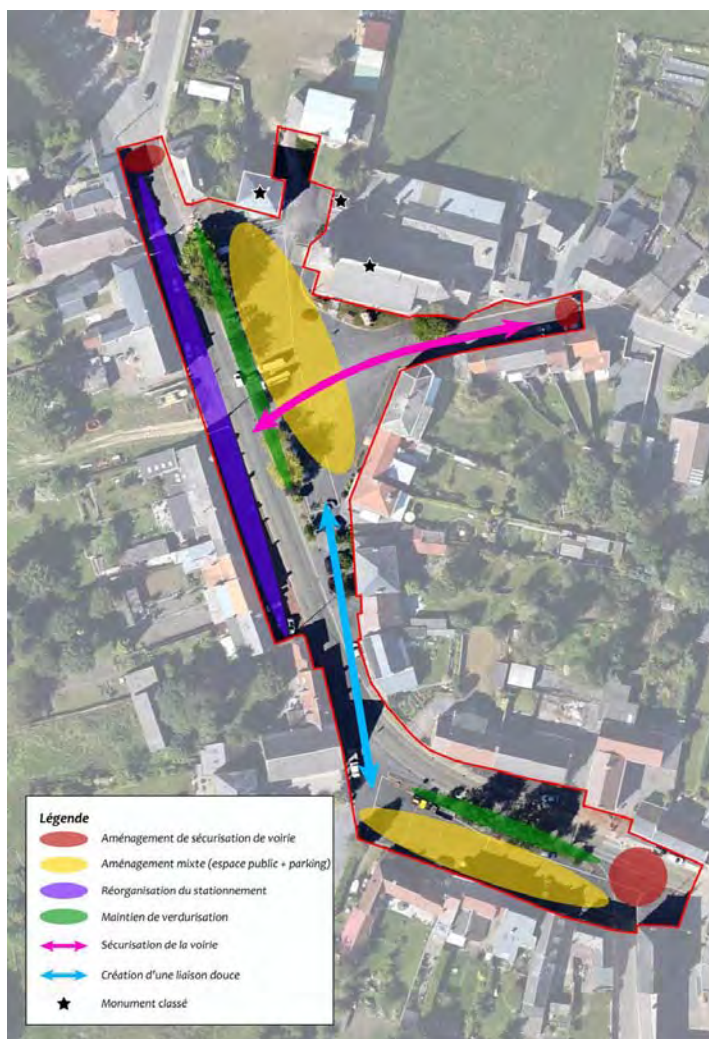 Légende
Aménagement de sécurisation de voirie
Aménagement mixte (espace public + parking)
Réorganisation du stationnement
Maintien de verdurisation
Sécurisation de la voirie
Création d'une liaison douce
Monument classé